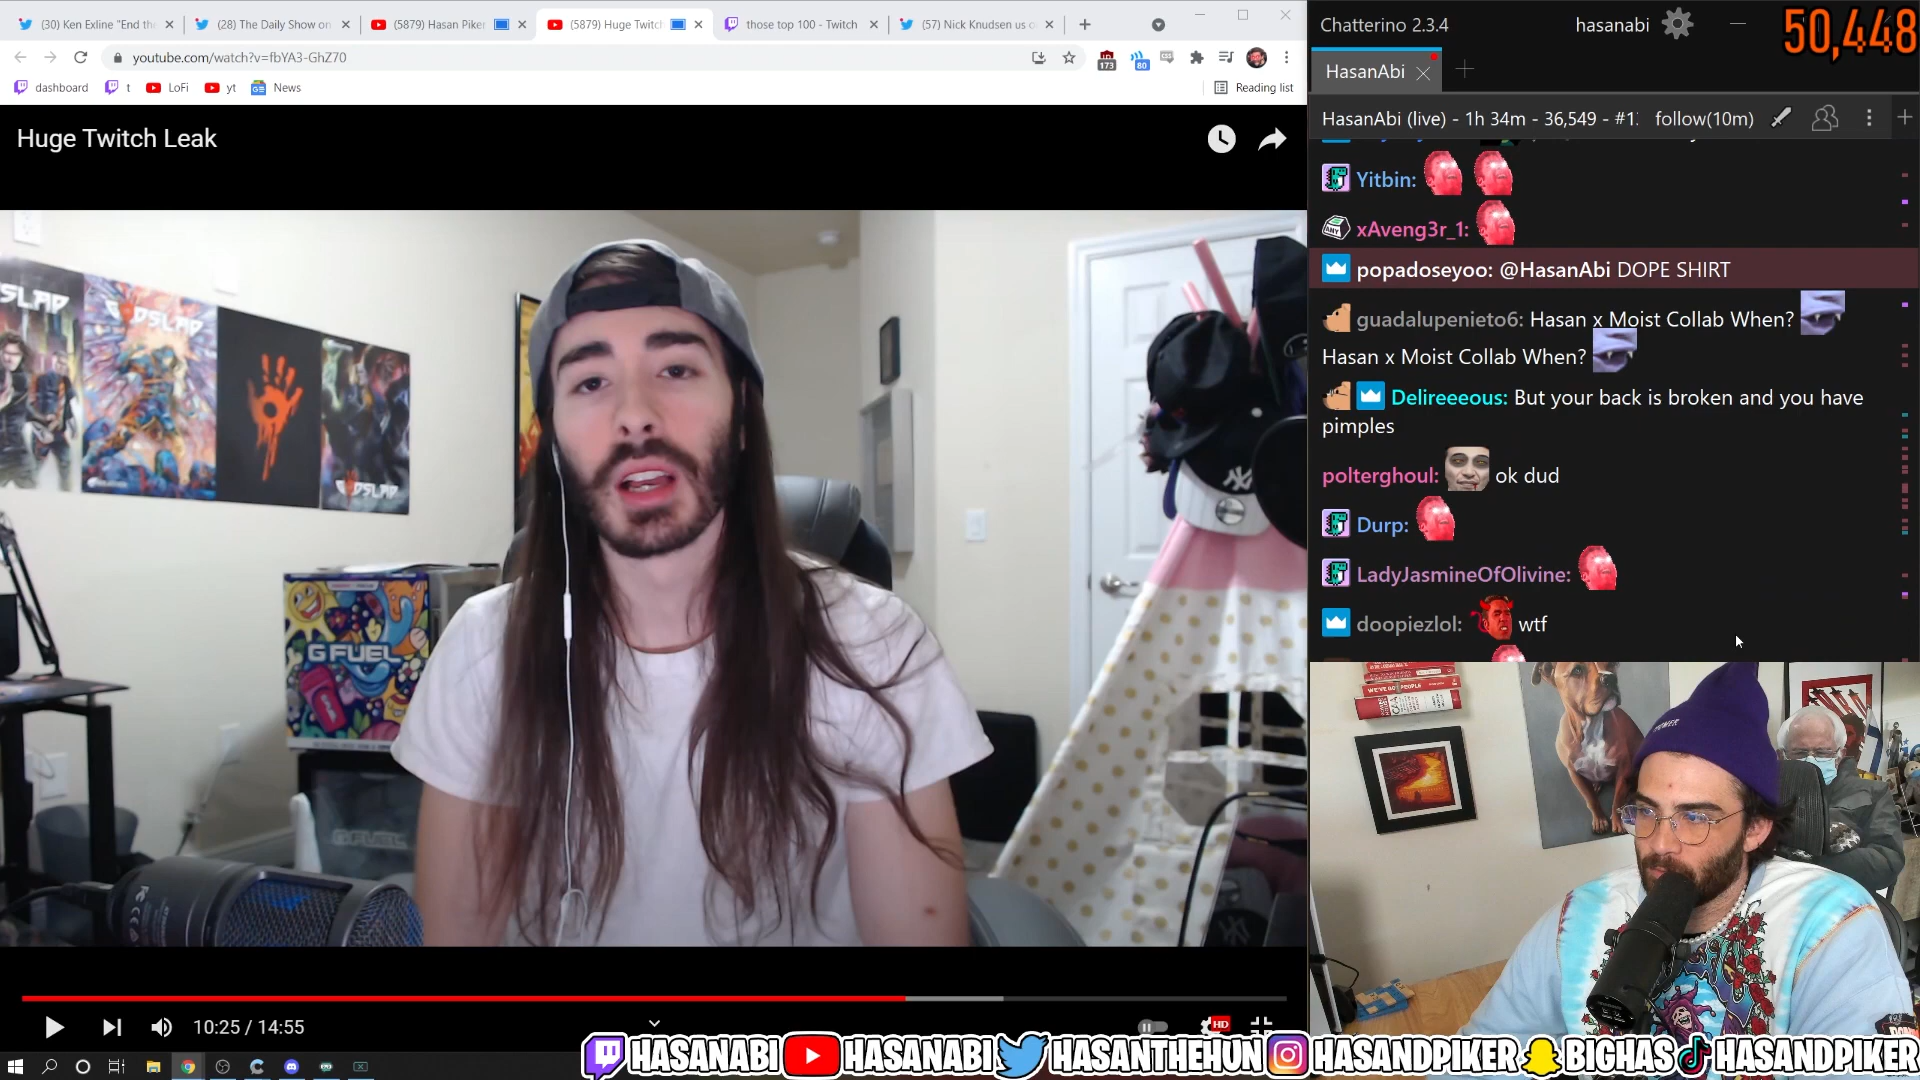 (30) Ken Exline "End the
(28) The Daily Show on
(5879) Hasan Piker
(5879) Huge Twitch
those top 100 - Twitch
(57) Nick Knudsen us o
youtube.com/watch?v=fbYA3-GhZ70
173
80
dashboard
t
LoFi
yt
News
Reading list
Huge Twitch Leak
G FUEL
10:25 / 14:55
HD
Chatterino 2.3.4
hasanabi
50,448
HasanAbi
HasanAbi (live) - 1h 34m - 36,549 - #1:
follow(10m)
Yitbin:
xAveng3r_1:
popadoseyoo: @HasanAbi DOPE SHIRT
guadalupenieto6: Hasan x Moist Collab When?
Hasan x Moist Collab When?
Delireeeous: But your back is broken and you have
pimples
polterghoul: ok dud
Durp:
LadyJasmineOfOlivine:
doopiezlol: wtf
HASANABI HASANABI HASANTHEHUN HASANDPIKER BIGHAS HASANDPIKER